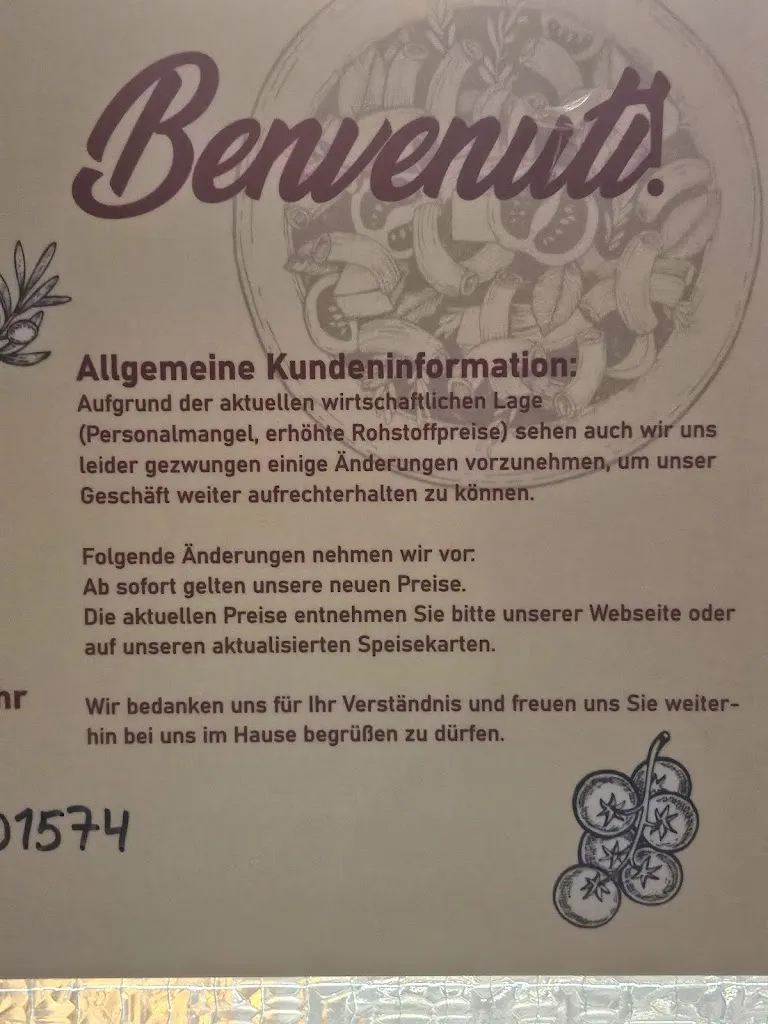 Benvenuti!
Allgemeine Kundeninformation:
Aufgrund der aktuellen wirtschaftlichen Lage
(Personalmangel, erhöhte Rohstoffpreise) sehen auch wir uns
leider gezwungen einige Änderungen vorzunehmen, um unser
Geschäft weiter aufrechterhalten zu können.
Folgende Änderungen nehmen wir vor:
Ab sofort gelten unsere neuen Preise.
Die aktuellen Preise entnehmen Sie bitte unserer Webseite oder
auf unseren aktualisierten Speisekarten.
Wir bedanken uns für Ihr Verständnis und freuen uns Sie weiter-
hin bei uns im Hause begrüßen zu dürfen.
hr
01574